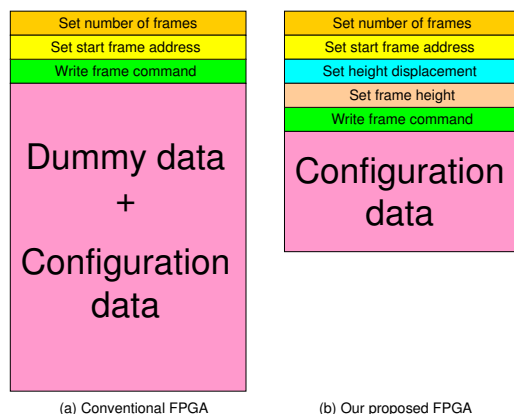 Set number of frames
Set start frame address
Write frame command
Dummy data
+
Configuration
data
(a) Conventional FPGA
Set number of frames
Set start frame address
Set height displacement
Set frame height
Write frame command
Configuration
data
(b) Our proposed FPGA